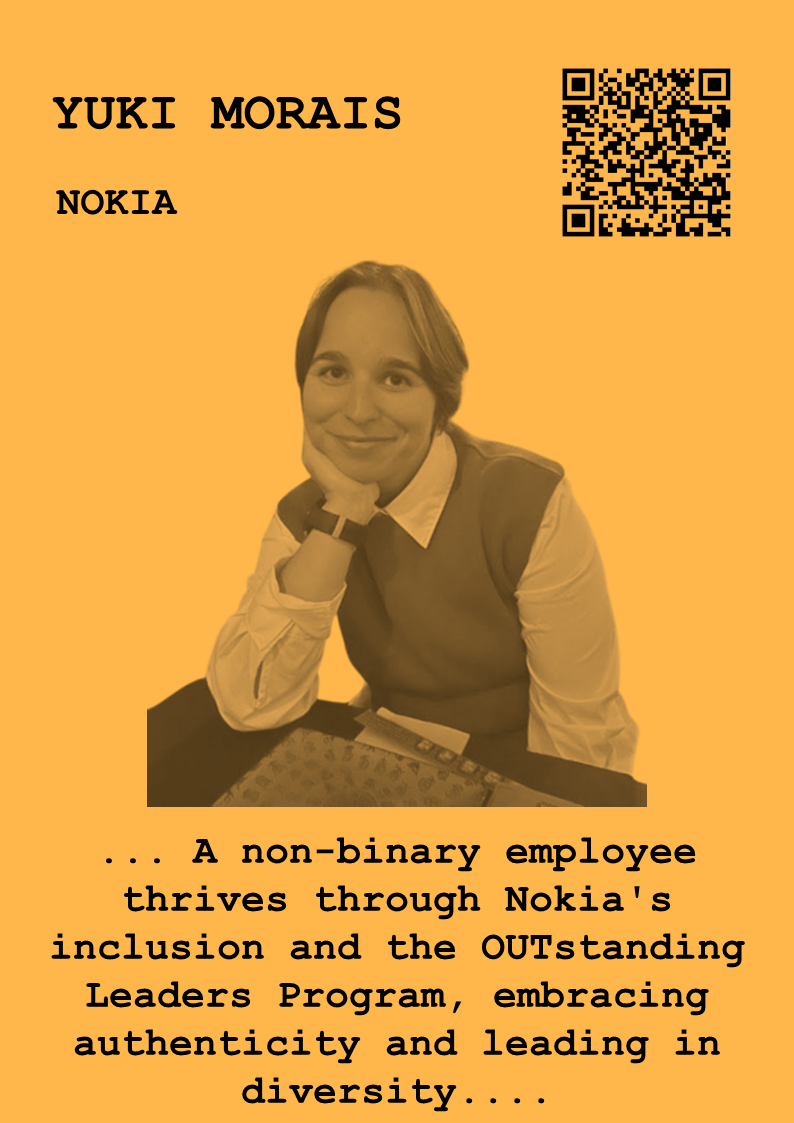 YUKI MORAIS
NOKIA
... A non-binary employee
thrives through Nokia's
inclusion and the OUTstanding
Leaders Program, embracing
authenticity and leading in
diversity....